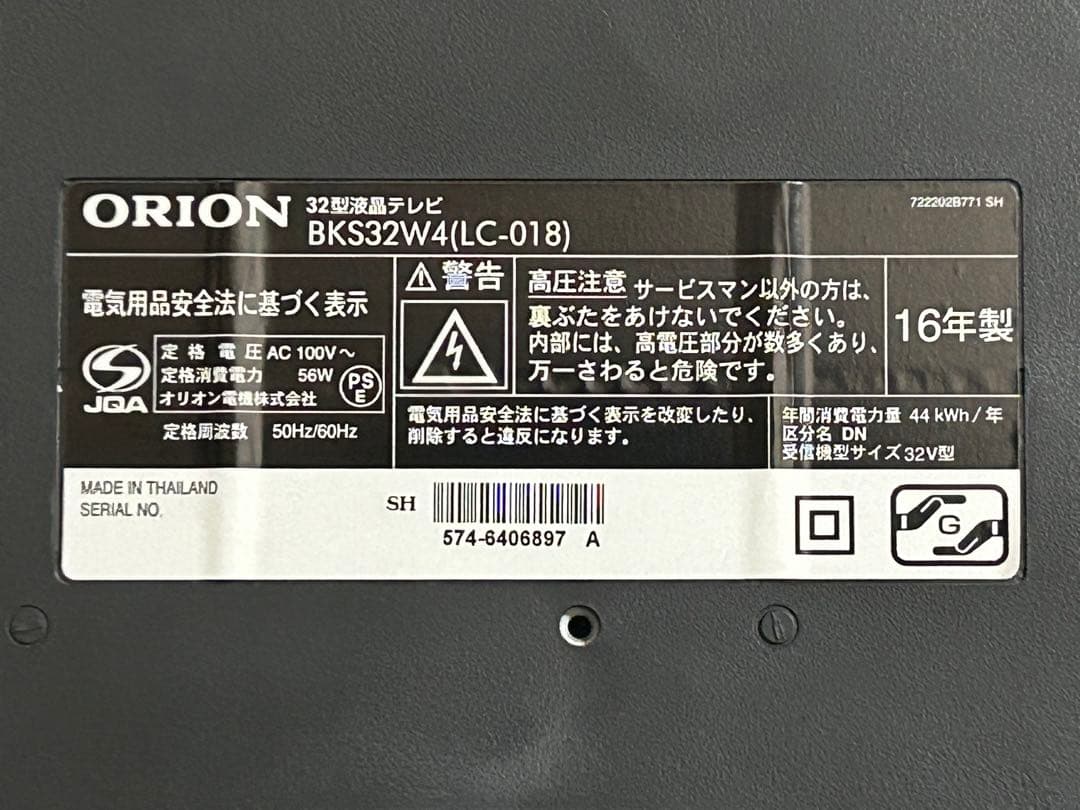 ORION
32型液晶テレビ
BKS32W4(LC-018)
722202B771 SH
電気用品安全法に基づく表示
JQA
定格電圧 AC 100V～
定格消費電力 56W
オリオン電機株式会社
PS
E
定格周波数 50Hz/60Hz
警告
高圧注意 サービスマン以外の方は、
裏ぶたをあけないでください。
内部には、高電圧部分が数多くあり、
万一さわると危険です。
16年製
電気用品安全法に基づく表示を改変したり、
削除すると違反になります。
年間消費電力量 44 kWh/年
区分名 DN
受信機型サイズ 32V型
MADE IN THAILAND
SERIAL NO.
SH
574-6406897 A
G